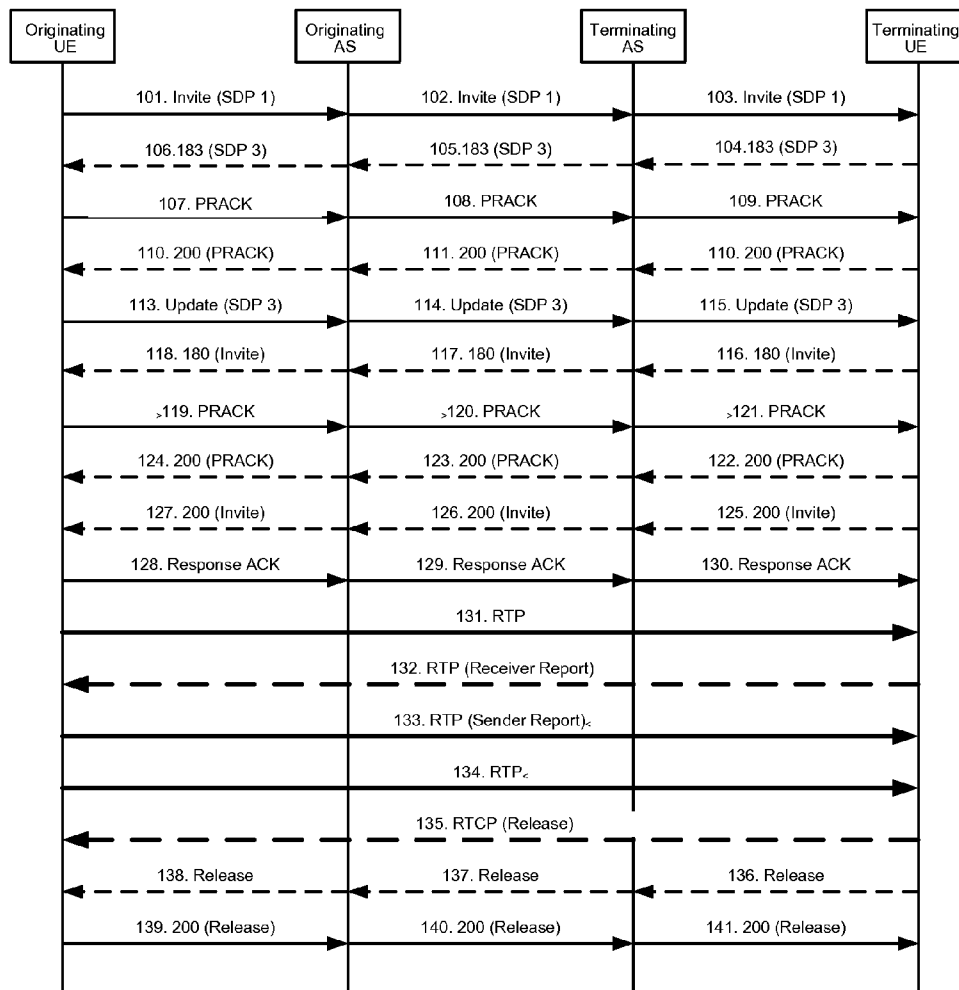 Originating
UE
Originating
AS
Terminating
AS
Terminating
UE
101. Invite (SDP 1)
102. Invite (SDP 1)
103. Invite (SDP 1)
106.183 (SDP 3)
105.183 (SDP 3)
104.183 (SDP 3)
107. PRACK
108. PRACK
109. PRACK
110. 200 (PRACK)
111. 200 (PRACK)
110. 200 (PRACK)
113. Update (SDP 3)
114. Update (SDP 3)
115. Update (SDP 3)
118. 180 (Invite)
117. 180 (Invite)
116. 180 (Invite)
>119. PRACK
>120. PRACK
>121. PRACK
124. 200 (PRACK)
123. 200 (PRACK)
122. 200 (PRACK)
127. 200 (Invite)
126. 200 (Invite)
125. 200 (Invite)
128. Response ACK
129. Response ACK
130. Response ACK
131. RTP
132. RTP (Receiver Report)
133. RTP (Sender Report)<
134. RTP<
135. RTCP (Release)
138. Release
137. Release
136. Release
139. 200 (Release)
140. 200 (Release)
141. 200 (Release)